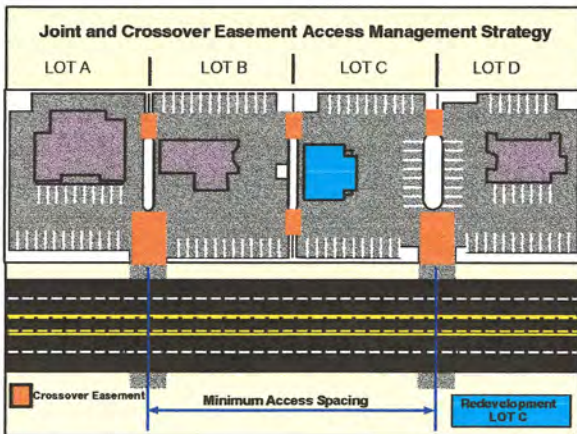 Joint and Crossover Easement Access Management Strategy
LOT A
LOT B
LOT C
LOT D
Crossover Easement
Minimum Access Spacing
Redevelopment
LOT C